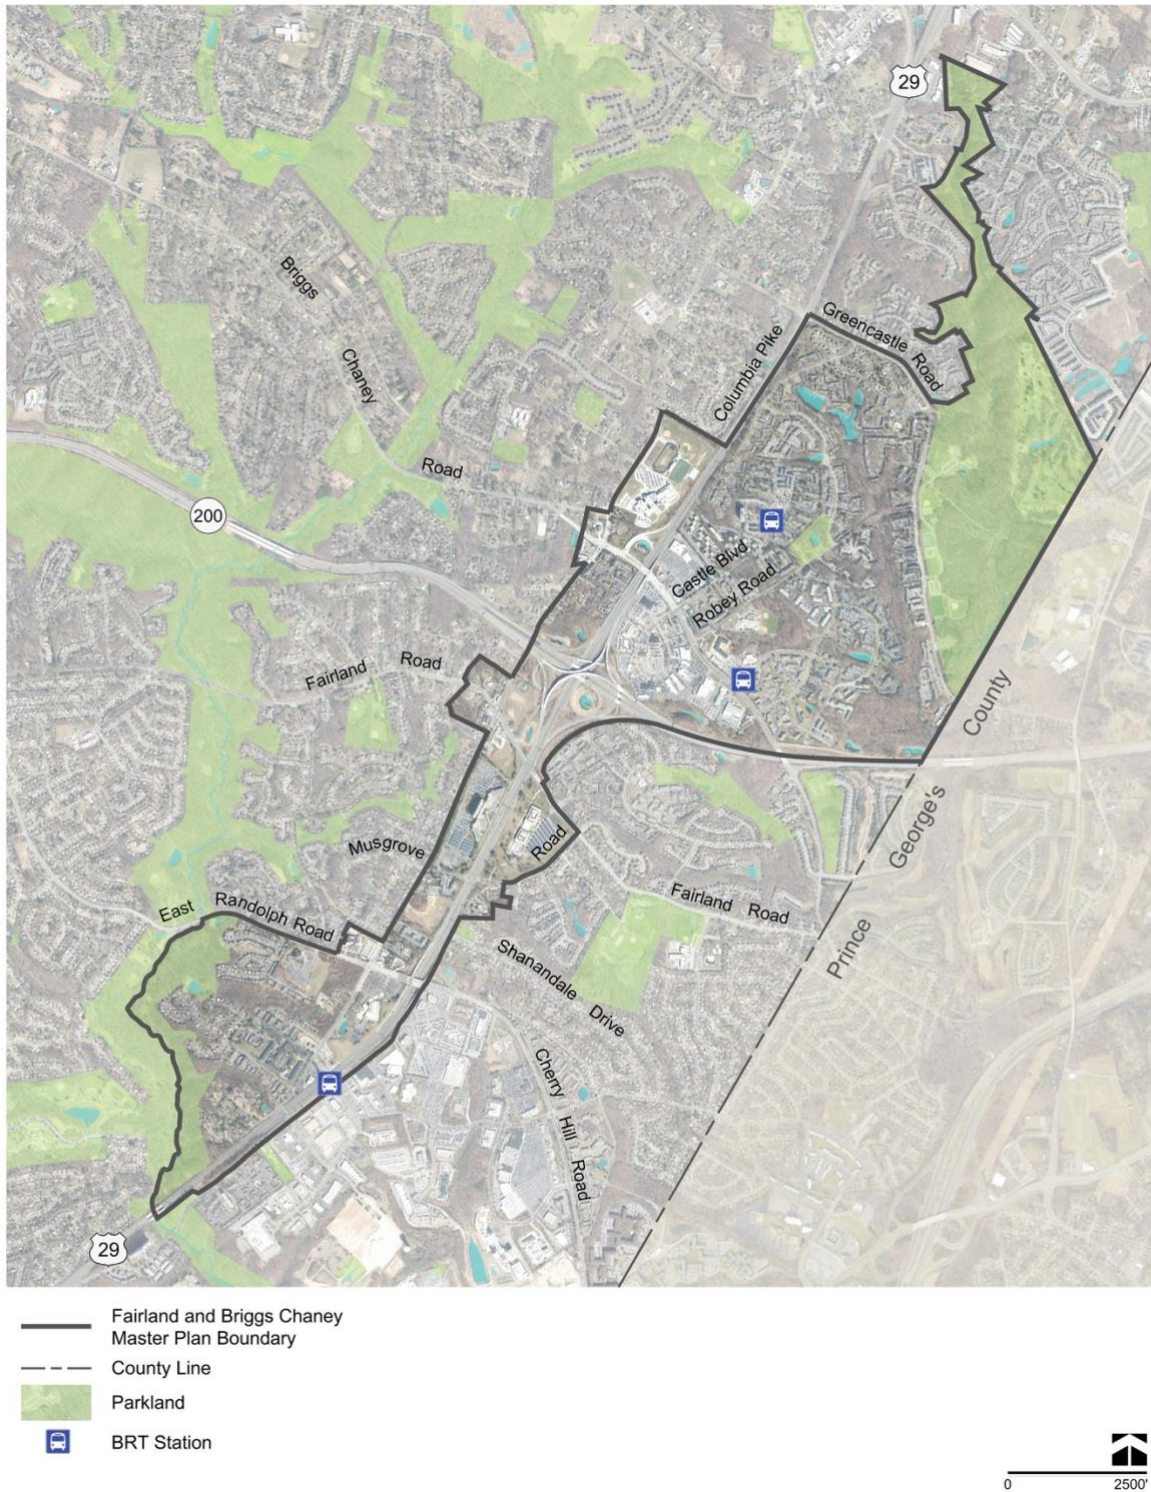 29
Greencastle Road
Columbia Pike
Briggs
Chaney
Road
200
Castle Blvd
Robey Road
Fairland Road
County
George's
Prince
Musgrove
Road
Fairland Road
East Randolph Road
Shanandale Drive
Cherry Hill Road
29
Fairland and Briggs Chaney
Master Plan Boundary
County Line
Parkland
BRT Station
0 2500'